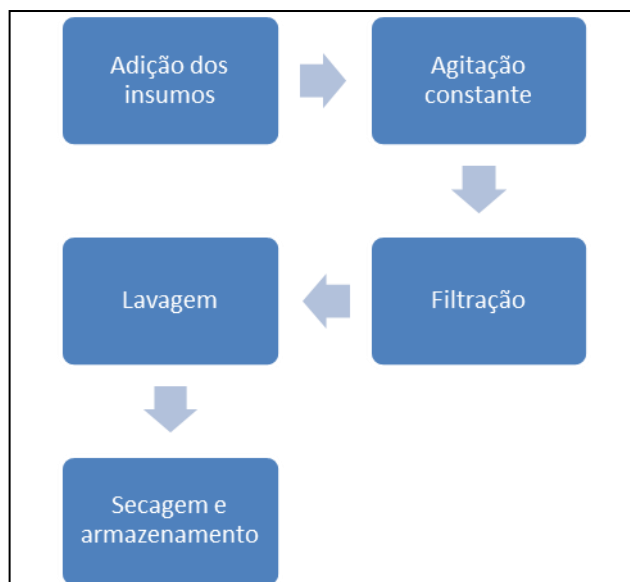 Adição dos
insumos
Agitação
constante
Filtração
Lavagem
Secagem e
armazenamento